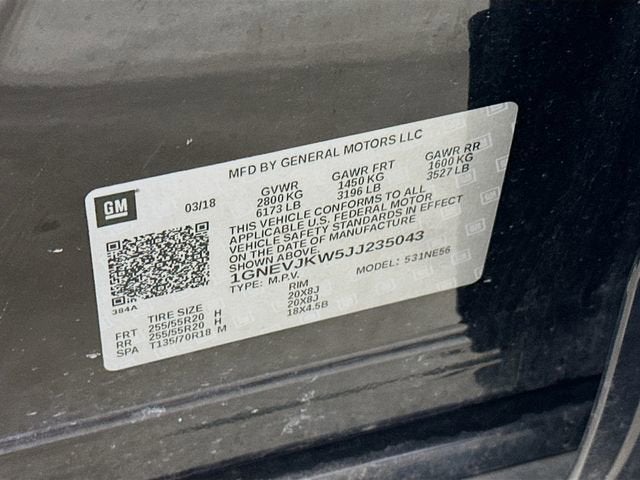 MFD BY GENERAL MOTORS LLC
GM
03/18
GVWR GAWR FRT GAWR RR
2800 KG 1450 KG 1600 KG
6173 LB 3196 LB 3527 LB
THIS VEHICLE CONFORMS TO ALL
APPLICABLE U.S. FEDERAL MOTOR
VEHICLE SAFETY STANDARDS IN EFFECT
ON THE DATE OF MANUFACTURE
SHOWN ABOVE.
1GNEVJKW5JJ235043
TYPE: M.P.V. MODEL: 531NE56
384A
TIRE SIZE RIM
FRT 255/55R20 H 20X8J
RR 255/55R20 H 20X8J
SPA T135/70R18 M 18X4.5B